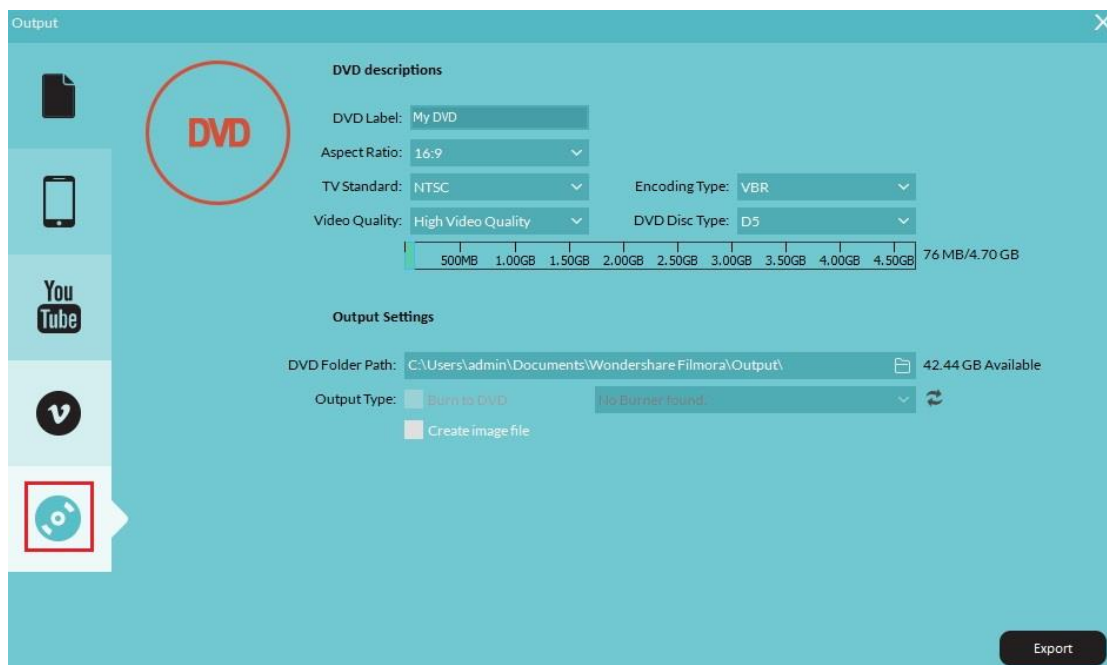 Output
DVD descriptions
DVD
DVD Label: My DVD
Aspect Ratio: 16:9
TV Standard: NTSC Encoding Type: VBR
Video Quality: High Video Quality DVD Disc Type: D5
500MB 1.00GB 1.50GB 2.00GB 2.50GB 3.00GB 3.50GB 4.00GB 4.50GB 76 MB/4.70 GB
You
Tube
Output Settings
DVD Folder Path: C:\Users\admin\Documents\Wondershare Filmora\Output\ 42.44 GB Available
Output Type: Burn to DVD No Burner found.
Create image file
Export